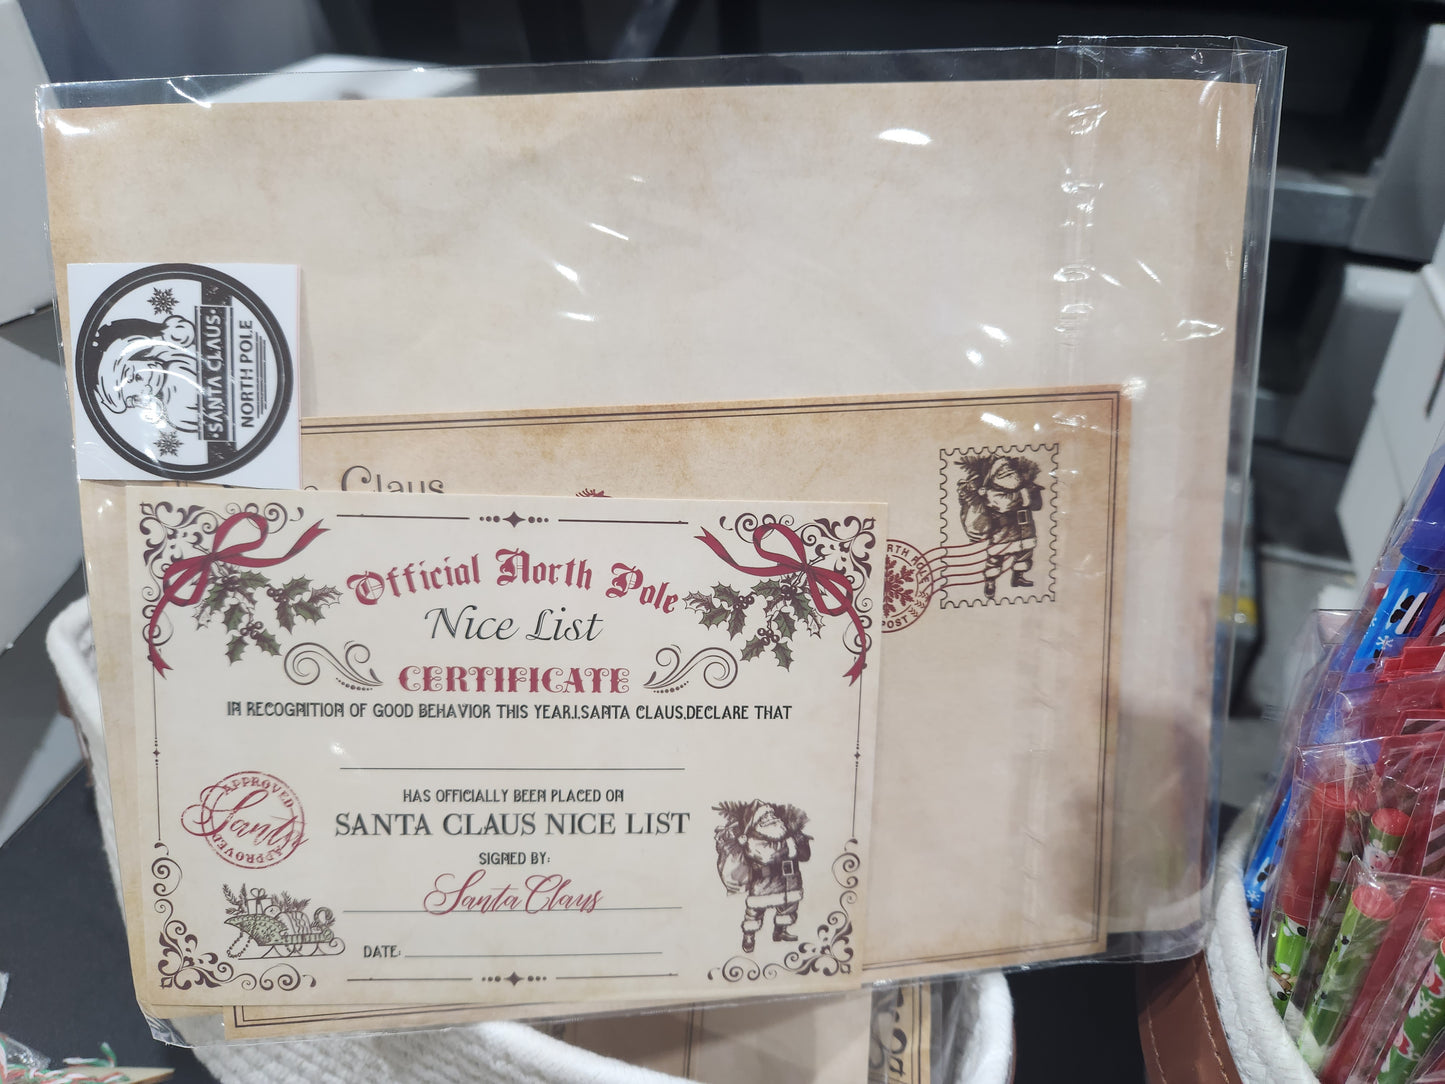 ·SANTA CLAUS·
NORTH POLE
Claus
NORTH POLE
POST
Official North Pole
Nice List
CERTIFICATE
IN RECOGNITION OF GOOD BEHAVIOR THIS YEAR,I,SANTA CLAUS,DECLARE THAT
HAS OFFICIALLY BEEN PLACED ON
SANTA CLAUS NICE LIST
SIGNED BY:
Santa Claus
DATE:
APPROVED
Santa
APPROVED